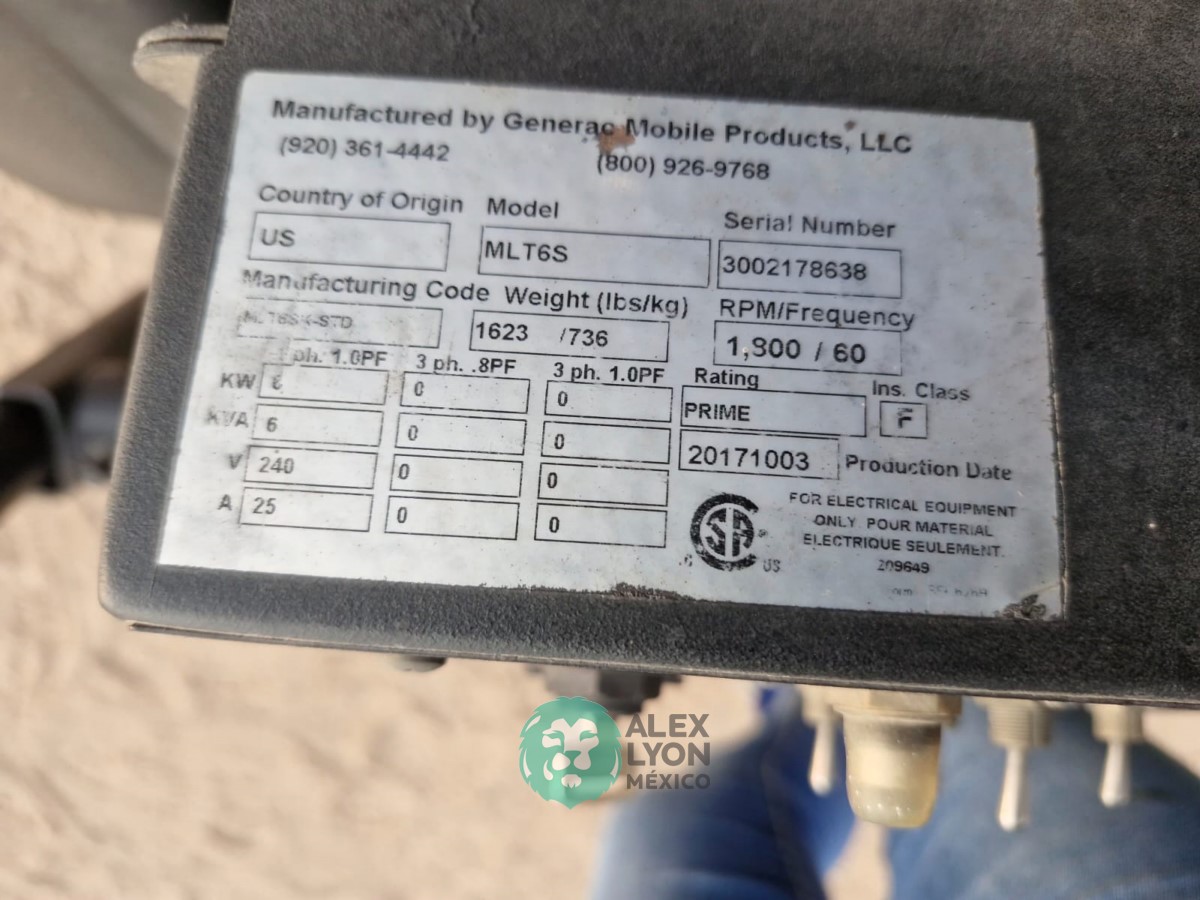 Manufactured by Generac Mobile Products, LLC
(920) 361-4442 (800) 926-9768
Country of Origin Model Serial Number
US MLT6S 3002178638
Manufacturing Code Weight (lbs/kg) RPM/Frequency
1623 /736 1,800 / 60
ph. 1.0PF 3 ph. .8PF 3 ph. 1.0PF Rating Ins. Class
KW 0 0 PRIME F
KVA 6 0 0 20171003 Production Date
V 240 0 0
A 25 0 0
CSA
C US
FOR ELECTRICAL EQUIPMENT
ONLY. POUR MATERIAL
ELECTRIQUE SEULEMENT.
209649
ALEX
LYON
MÉXICO